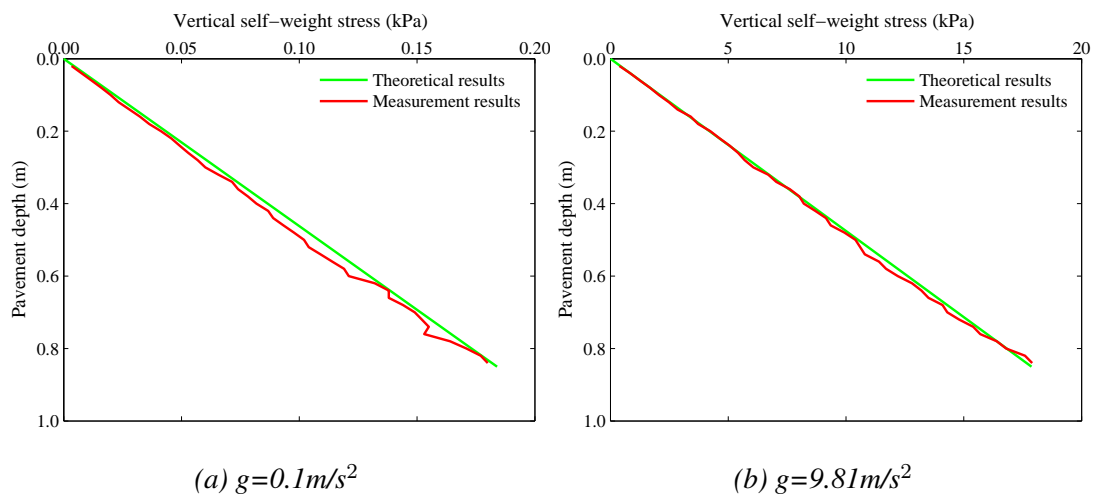 Vertical self−weight stress (kPa)
0.00 0.05 0.10 0.15 0.20
0.0
0.2
0.4
0.6
0.8
1.0
Pavement depth (m)
Theoretical results
Measurement results
(a) g=0.1m/s²
Vertical self−weight stress (kPa)
0 5 10 15 20
0.0
0.2
0.4
0.6
0.8
1.0
Pavement depth (m)
Theoretical results
Measurement results
(b) g=9.81m/s²